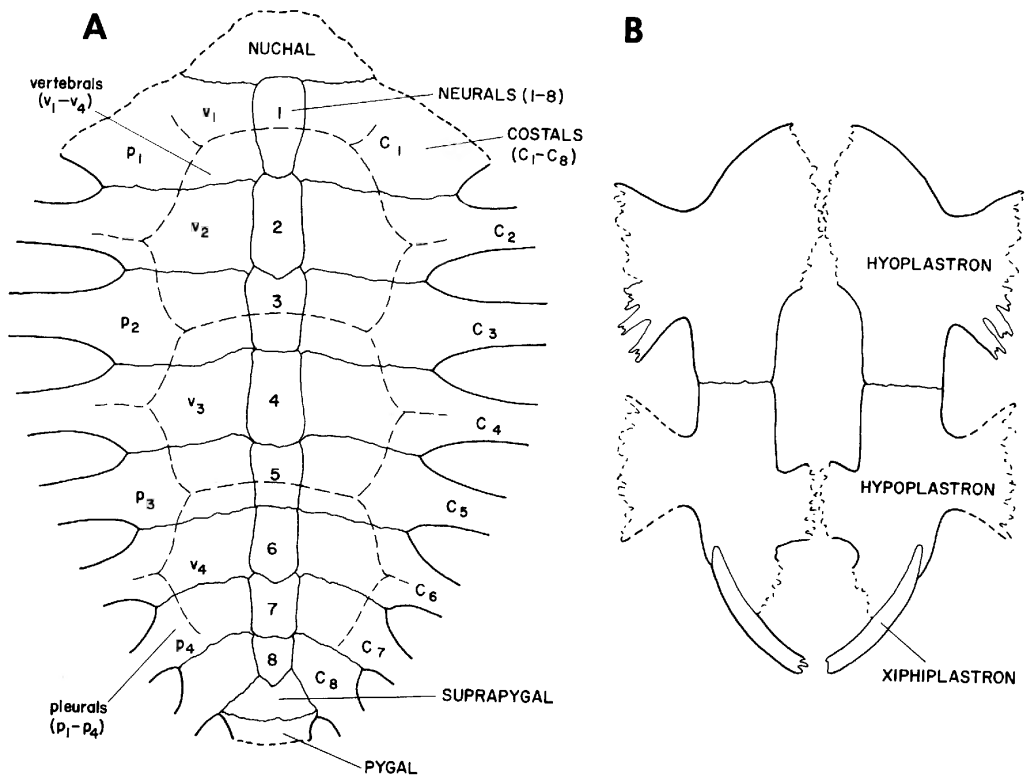 A
NUCHAL
vertebrals
(v₁–v₄)
v₁
1
NEURALS (1–8)
COSTALS
(C₁–C₈)
p₁
C₁
v₂
2
C₂
3
p₂
C₃
v₃
4
C₄
5
p₃
C₅
6
v₄
C₆
7
p₄
C₇
8
C₈
SUPRAPYGAL
pleurals
(p₁–p₄)
PYGAL
B
HYOPLASTRON
HYPOPLASTRON
XIPHIPLASTRON